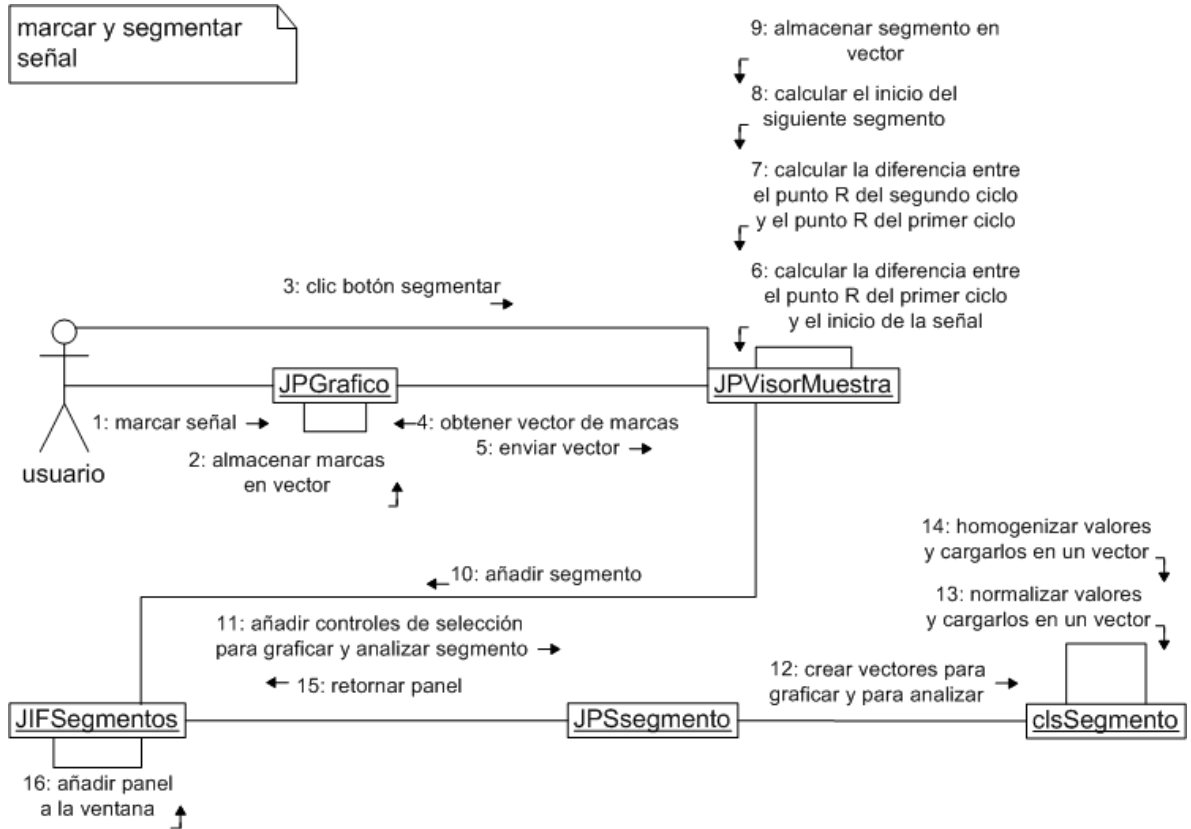 marcar y segmentar
señal
9: almacenar segmento en
vector
8: calcular el inicio del
siguiente segmento
7: calcular la diferencia entre
el punto R del segundo ciclo
y el punto R del primer ciclo
6: calcular la diferencia entre
el punto R del primer ciclo
y el inicio de la señal
3: clic botón segmentar
JPGrafico
JPVisorMuestra
1: marcar señal
4: obtener vector de marcas
5: enviar vector
2: almacenar marcas
en vector
usuario
14: homogenizar valores
y cargarlos en un vector
10: añadir segmento
13: normalizar valores
y cargarlos en un vector
11: añadir controles de selección
para graficar y analizar segmento
12: crear vectores para
graficar y para analizar
15: retornar panel
JIFSegmentos
JPSsegmento
clsSegmento
16: añadir panel
a la ventana